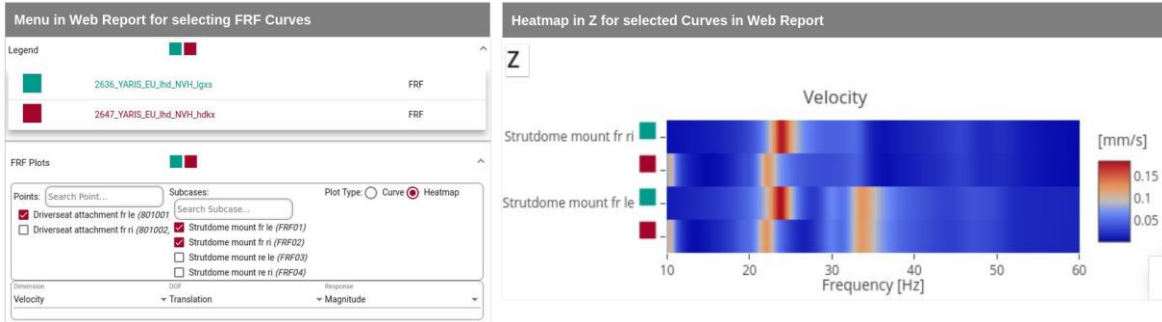 Menu in Web Report for selecting FRF Curves
Legend
2636_YARIS_EU_lhd_NVH_lgxs FRF
2647_YARIS_EU_lhd_NVH_hdkx FRF
FRF Plots
Points: Search Point...
Driverseat attachment fr le (801001
Driverseat attachment fr ri (801002,
Subcases:
Search Subcase...
Strutdome mount fr le (FRF01)
Strutdome mount fr ri (FRF02)
Strutdome mount re le (FRF03)
Strutdome mount re ri (FRF04)
Plot Type: Curve Heatmap
Dimension DOF Response
Velocity Translation Magnitude
Heatmap in Z for selected Curves in Web Report
Z
Velocity
Strutdome mount fr ri
Strutdome mount fr le
10 20 30 40 50 60
Frequency [Hz]
[mm/s]
0.15
0.1
0.05